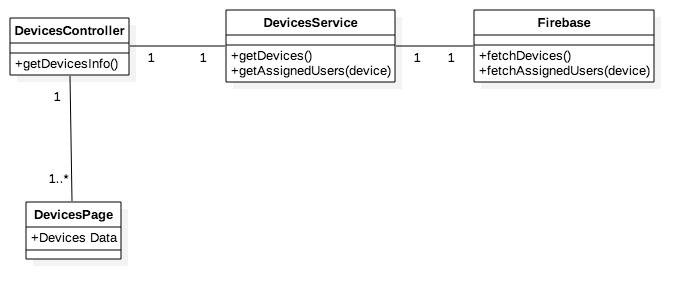 DevicesController
+getDevicesInfo()
DevicesService
+getDevices()
+getAssignedUsers(device)
Firebase
+fetchDevices()
+fetchAssignedUsers(device)
1
1
1
1
1
1..*
DevicesPage
+Devices Data